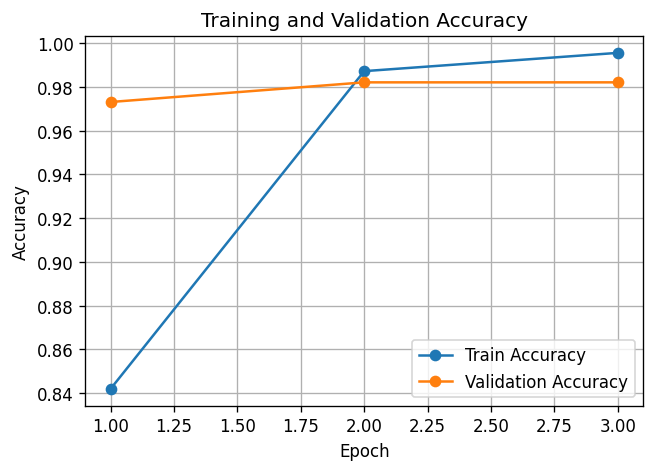 Training and Validation Accuracy
Accuracy
1.00
0.98
0.96
0.94
0.92
0.90
0.88
0.86
0.84
Train Accuracy
Validation Accuracy
1.00 1.25 1.50 1.75 2.00 2.25 2.50 2.75 3.00
Epoch